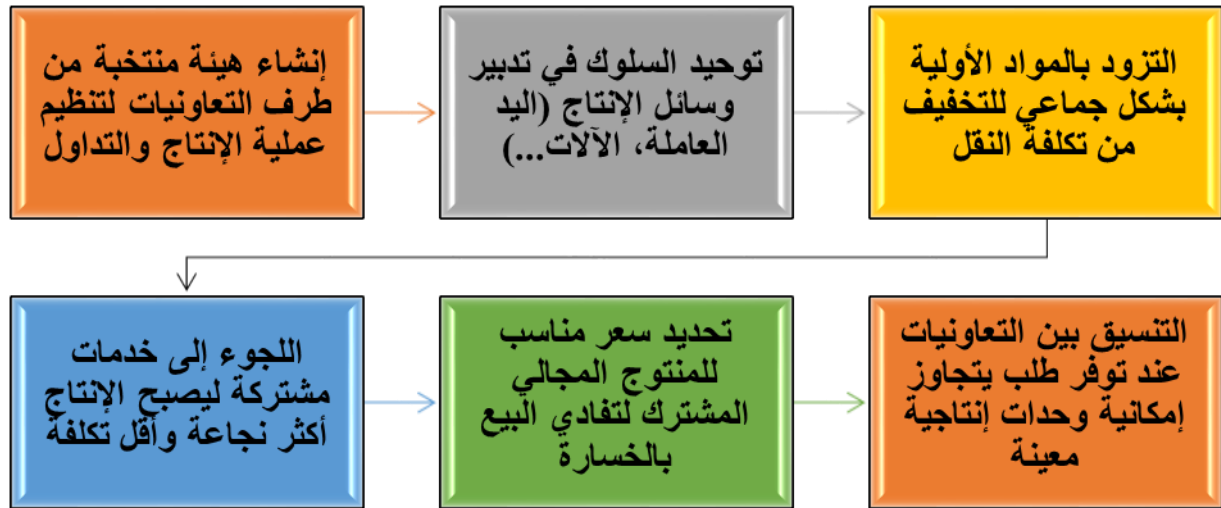 إنشاء هيئة منتخبة من
طرف التعاونيات لتنظيم
عملية الإنتاج والتداول
توحيد السلوك في تدبير
وسائل الإنتاج (اليد
العاملة، الآلات...)
التزود بالمواد الأولية
بشكل جماعي للتخفيف
من تكلفة النقل
اللجوء إلى خدمات
مشتركة ليصبح الإنتاج
أكثر نجاعة وأقل تكلفة
تحديد سعر مناسب
للمنتوج المجالي
المشترك لتفادي البيع
بالخسارة
التنسيق بين التعاونيات
عند توفر طلب يتجاوز
إمكانية وحدات إنتاجية
معينة